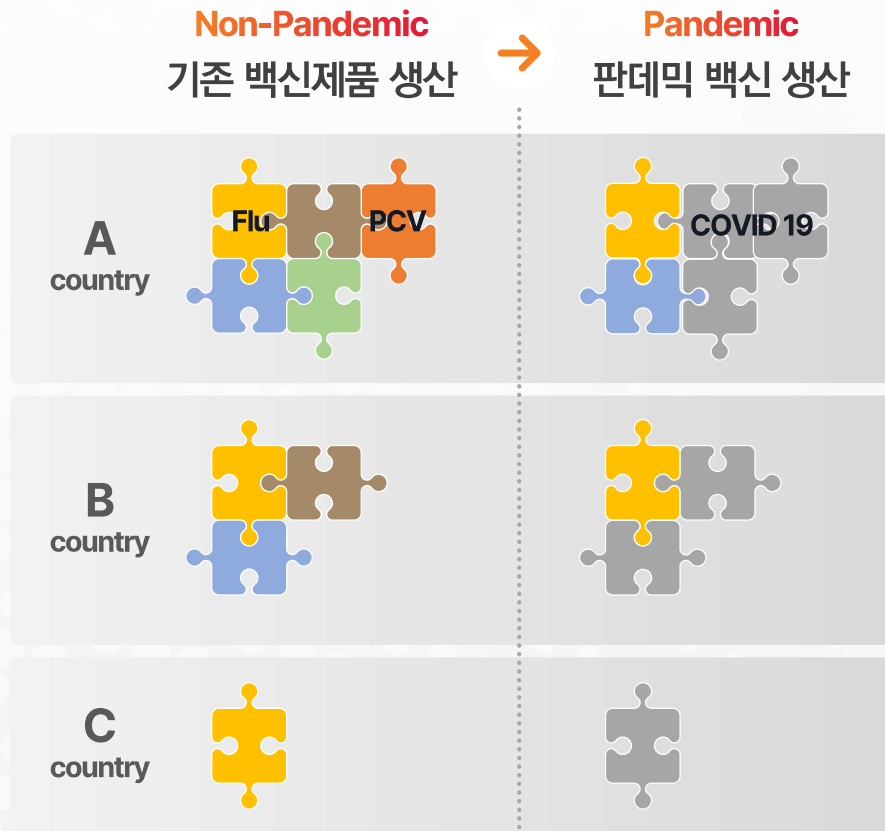 Non-Pandemic
기존 백신제품 생산
Pandemic
판데믹 백신 생산
A
country
Flu
PCV
COVID 19
B
country
C
country